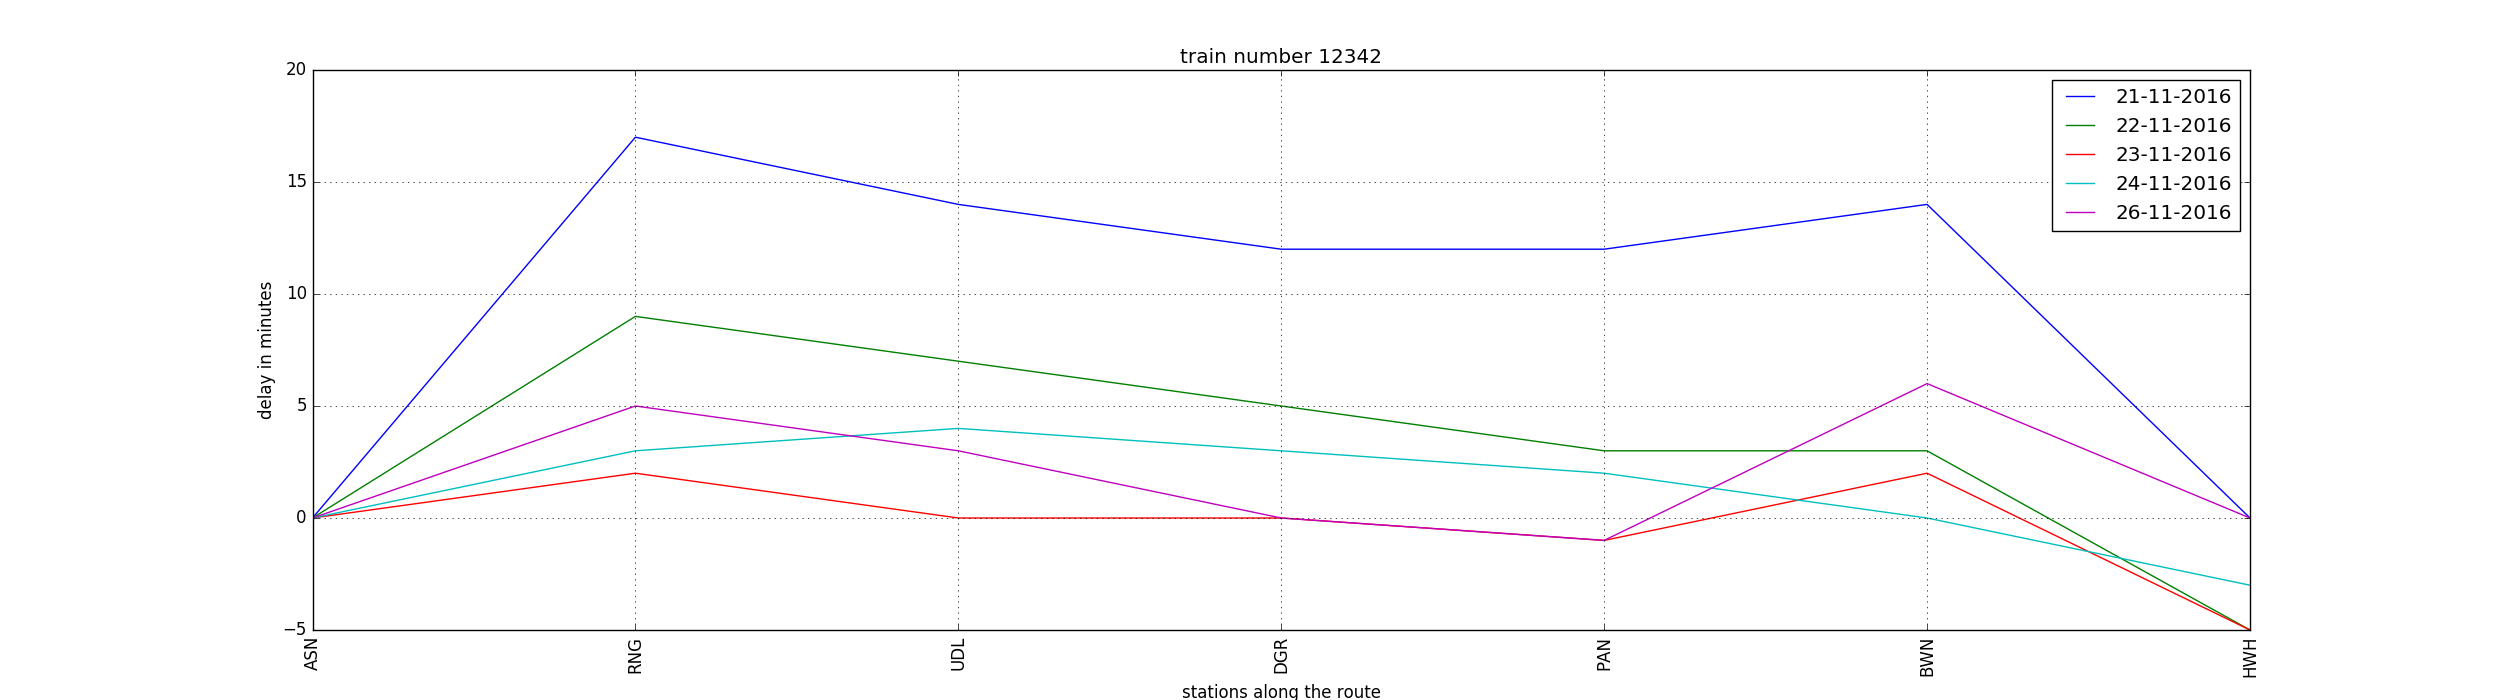 train number 12342
20
15
10
5
0
−5
delay in minutes
21-11-2016
22-11-2016
23-11-2016
24-11-2016
26-11-2016
ASN
RNG
UDL
DGR
PAN
BWN
HWH
stations along the route